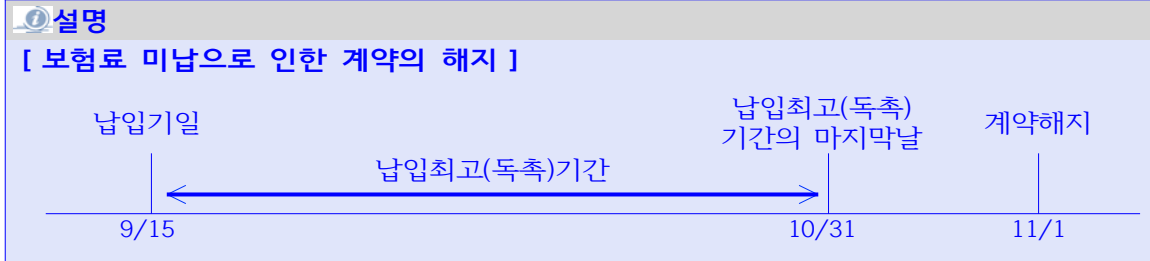 설명
[ 보험료 미납으로 인한 계약의 해지 ]
납입기일
납입최고(독촉)
기간의 마지막날
계약해지
납입최고(독촉)기간
9/15
10/31
11/1